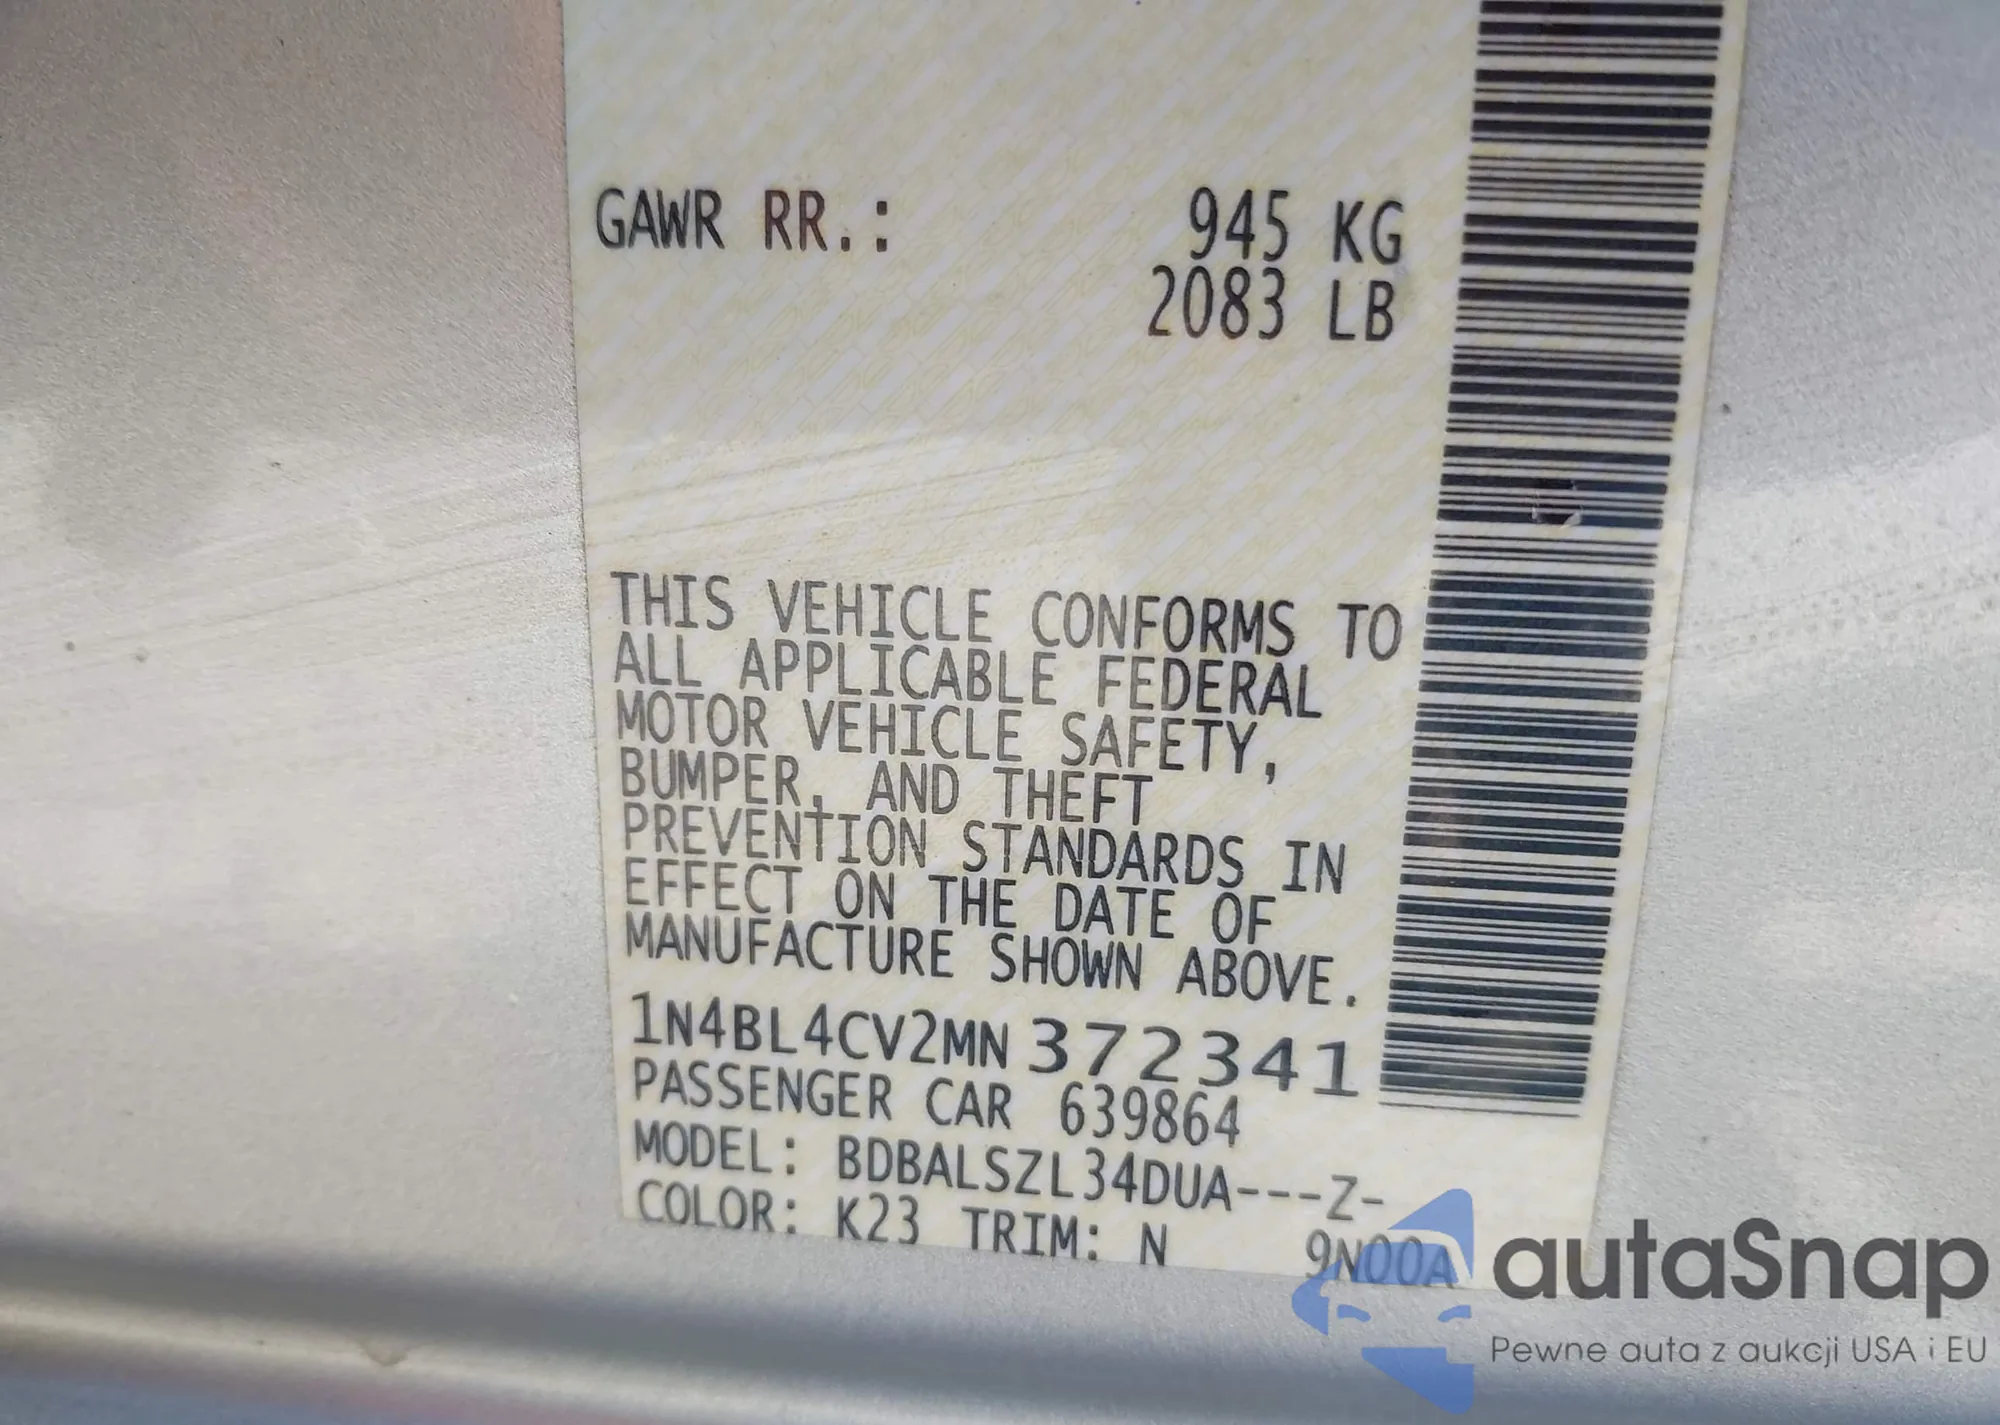 GAWR RR.: 945 KG
2083 LB
THIS VEHICLE CONFORMS TO
ALL APPLICABLE FEDERAL
MOTOR VEHICLE SAFETY,
BUMPER, AND THEFT
PREVENTION STANDARDS IN
EFFECT ON THE DATE OF
MANUFACTURE SHOWN ABOVE.
1N4BL4CV2MN372341
PASSENGER CAR 639864
MODEL: BDBALSZL34DUA---Z-
COLOR: K23 TRIM: N 9N00A
autaSnap
Pewne auta z aukcji USA i EU